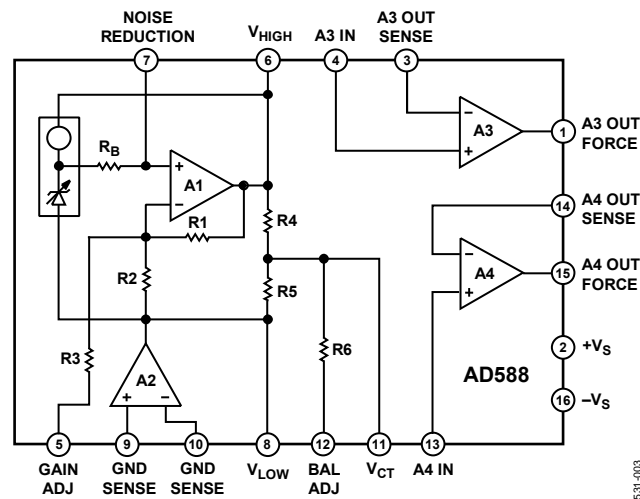 NOISE
REDUCTION
7
VHIGH
6
A3 IN
4
A3 OUT
SENSE
3
RB
A1
+
–
R1
R2
R3
R4
R5
R6
A2
+
–
A3
–
+
1
A3 OUT
FORCE
14
A4 OUT
SENSE
A4
–
+
15
A4 OUT
FORCE
2
+VS
AD588
16
–VS
5
GAIN
ADJ
9
GND
SENSE
10
GND
SENSE
8
VLOW
12
BAL
ADJ
11
VCT
13
A4 IN
31-003